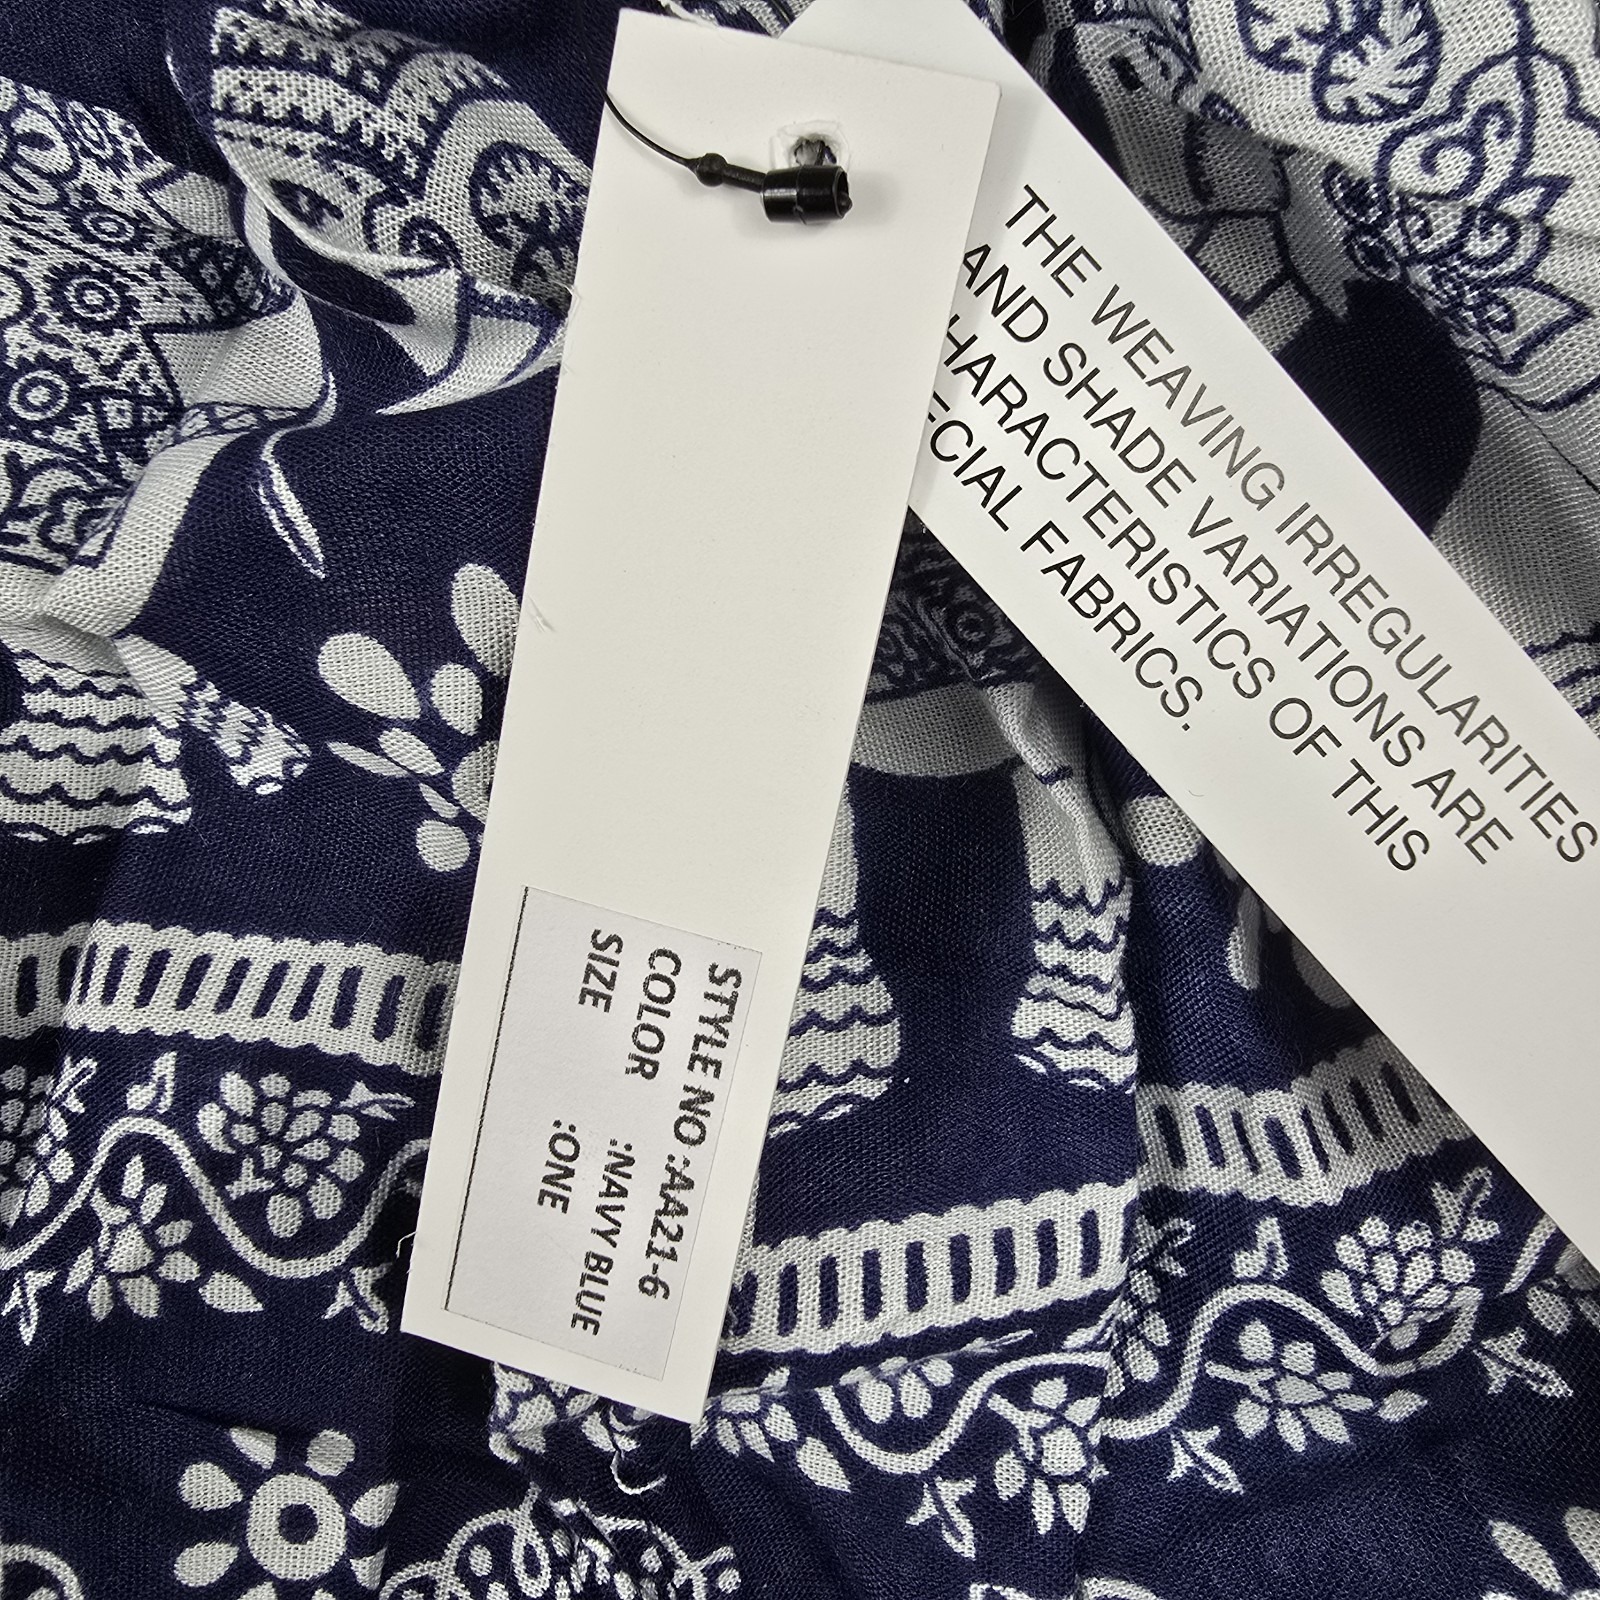 THE WEAVING IRREGULARITIES
AND SHADE VARIATIONS ARE
HARACTERISTICS OF THIS
ECIAL FABRICS.
STYLE NO :AA21-6
COLOR :NAVY BLUE
SIZE :ONE